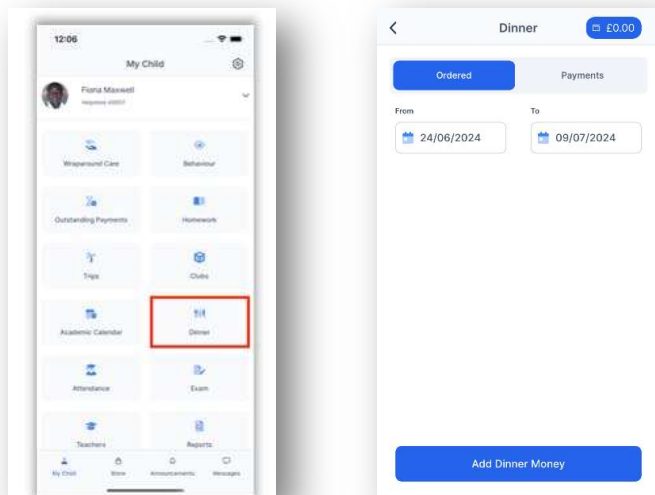 12:06
My Child
Fiona Maxwell
Wraparound Care
Behaviour
Outstanding Payments
Homework
Trips
Clubs
Academic Calendar
Dinner
Attendance
Exam
Teachers
Reports
My Child Store Announcements Messages
Dinner £0.00
Ordered Payments
From To
24/06/2024 09/07/2024
Add Dinner Money